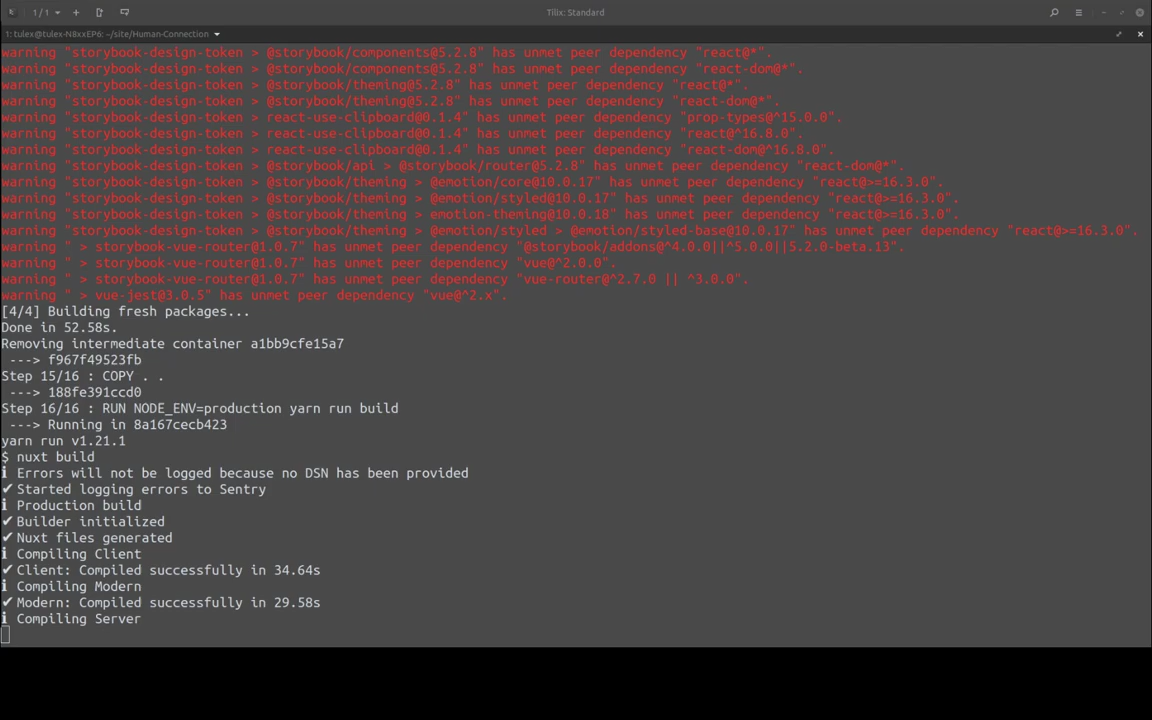 1 / 1
Tilix: Standard
1: tulex@tulex-N8xxEP6: ~/site/Human-Connection
warning "storybook-design-token > @storybook/components@5.2.8" has unmet peer dependency "react@*".
warning "storybook-design-token > @storybook/components@5.2.8" has unmet peer dependency "react-dom@*".
warning "storybook-design-token > @storybook/theming@5.2.8" has unmet peer dependency "react@*".
warning "storybook-design-token > @storybook/theming@5.2.8" has unmet peer dependency "react-dom@*".
warning "storybook-design-token > react-use-clipboard@0.1.4" has unmet peer dependency "prop-types@^15.0.0".
warning "storybook-design-token > react-use-clipboard@0.1.4" has unmet peer dependency "react@^16.8.0".
warning "storybook-design-token > react-use-clipboard@0.1.4" has unmet peer dependency "react-dom@^16.8.0".
warning "storybook-design-token > @storybook/api > @storybook/router@5.2.8" has unmet peer dependency "react-dom@*".
warning "storybook-design-token > @storybook/theming > @emotion/core@10.0.17" has unmet peer dependency "react@>=16.3.0".
warning "storybook-design-token > @storybook/theming > @emotion/styled@10.0.17" has unmet peer dependency "react@>=16.3.0".
warning "storybook-design-token > @storybook/theming > emotion-theming@10.0.18" has unmet peer dependency "react@>=16.3.0".
warning "storybook-design-token > @storybook/theming > @emotion/styled > @emotion/styled-base@10.0.17" has unmet peer dependency "react@>=16.3.0".
warning " > storybook-vue-router@1.0.7" has unmet peer dependency "@storybook/addons@^4.0.0||^5.0.0||5.2.0-beta.13".
warning " > storybook-vue-router@1.0.7" has unmet peer dependency "vue@^2.0.0".
warning " > storybook-vue-router@1.0.7" has unmet peer dependency "vue-router@^2.7.0 || ^3.0.0".
warning " > vue-jest@3.0.5" has unmet peer dependency "vue@^2.x".
[4/4] Building fresh packages...
Done in 52.58s.
Removing intermediate container a1bb9cfe15a7
 ---> f967f49523fb
Step 15/16 : COPY . .
 ---> 188fe391ccd0
Step 16/16 : RUN NODE_ENV=production yarn run build
 ---> Running in 8a167cecb423
yarn run v1.21.1
$ nuxt build
ℹ Errors will not be logged because no DSN has been provided
✔ Started logging errors to Sentry
ℹ Production build
✔ Builder initialized
✔ Nuxt files generated
ℹ Compiling Client
✔ Client: Compiled successfully in 34.64s
ℹ Compiling Modern
✔ Modern: Compiled successfully in 29.58s
ℹ Compiling Server